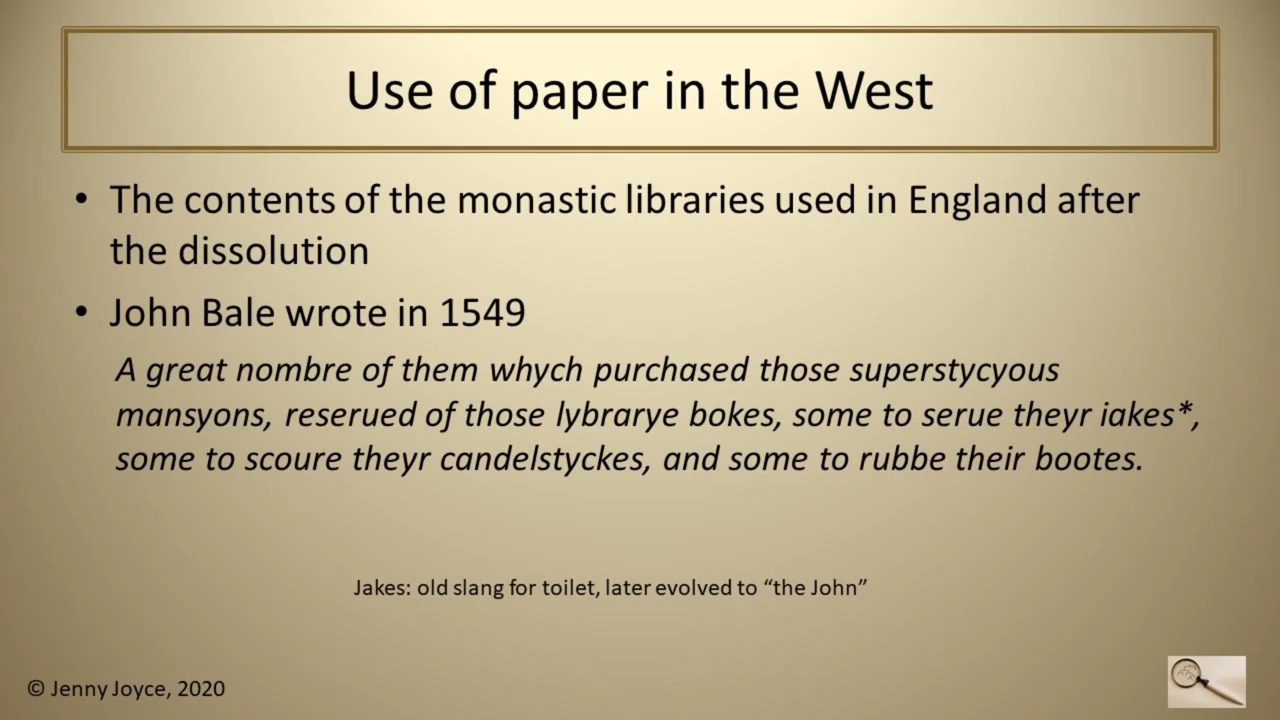 Use of paper in the West
• The contents of the monastic libraries used in England after
the dissolution
• John Bale wrote in 1549
A great nombre of them whych purchased those superstycyous
mansyons, reserued of those lybrarye bokes, some to serue theyr iakes*,
some to scoure theyr candelstyckes, and some to rubbe their bootes.
Jakes: old slang for toilet, later evolved to “the John”
© Jenny Joyce, 2020